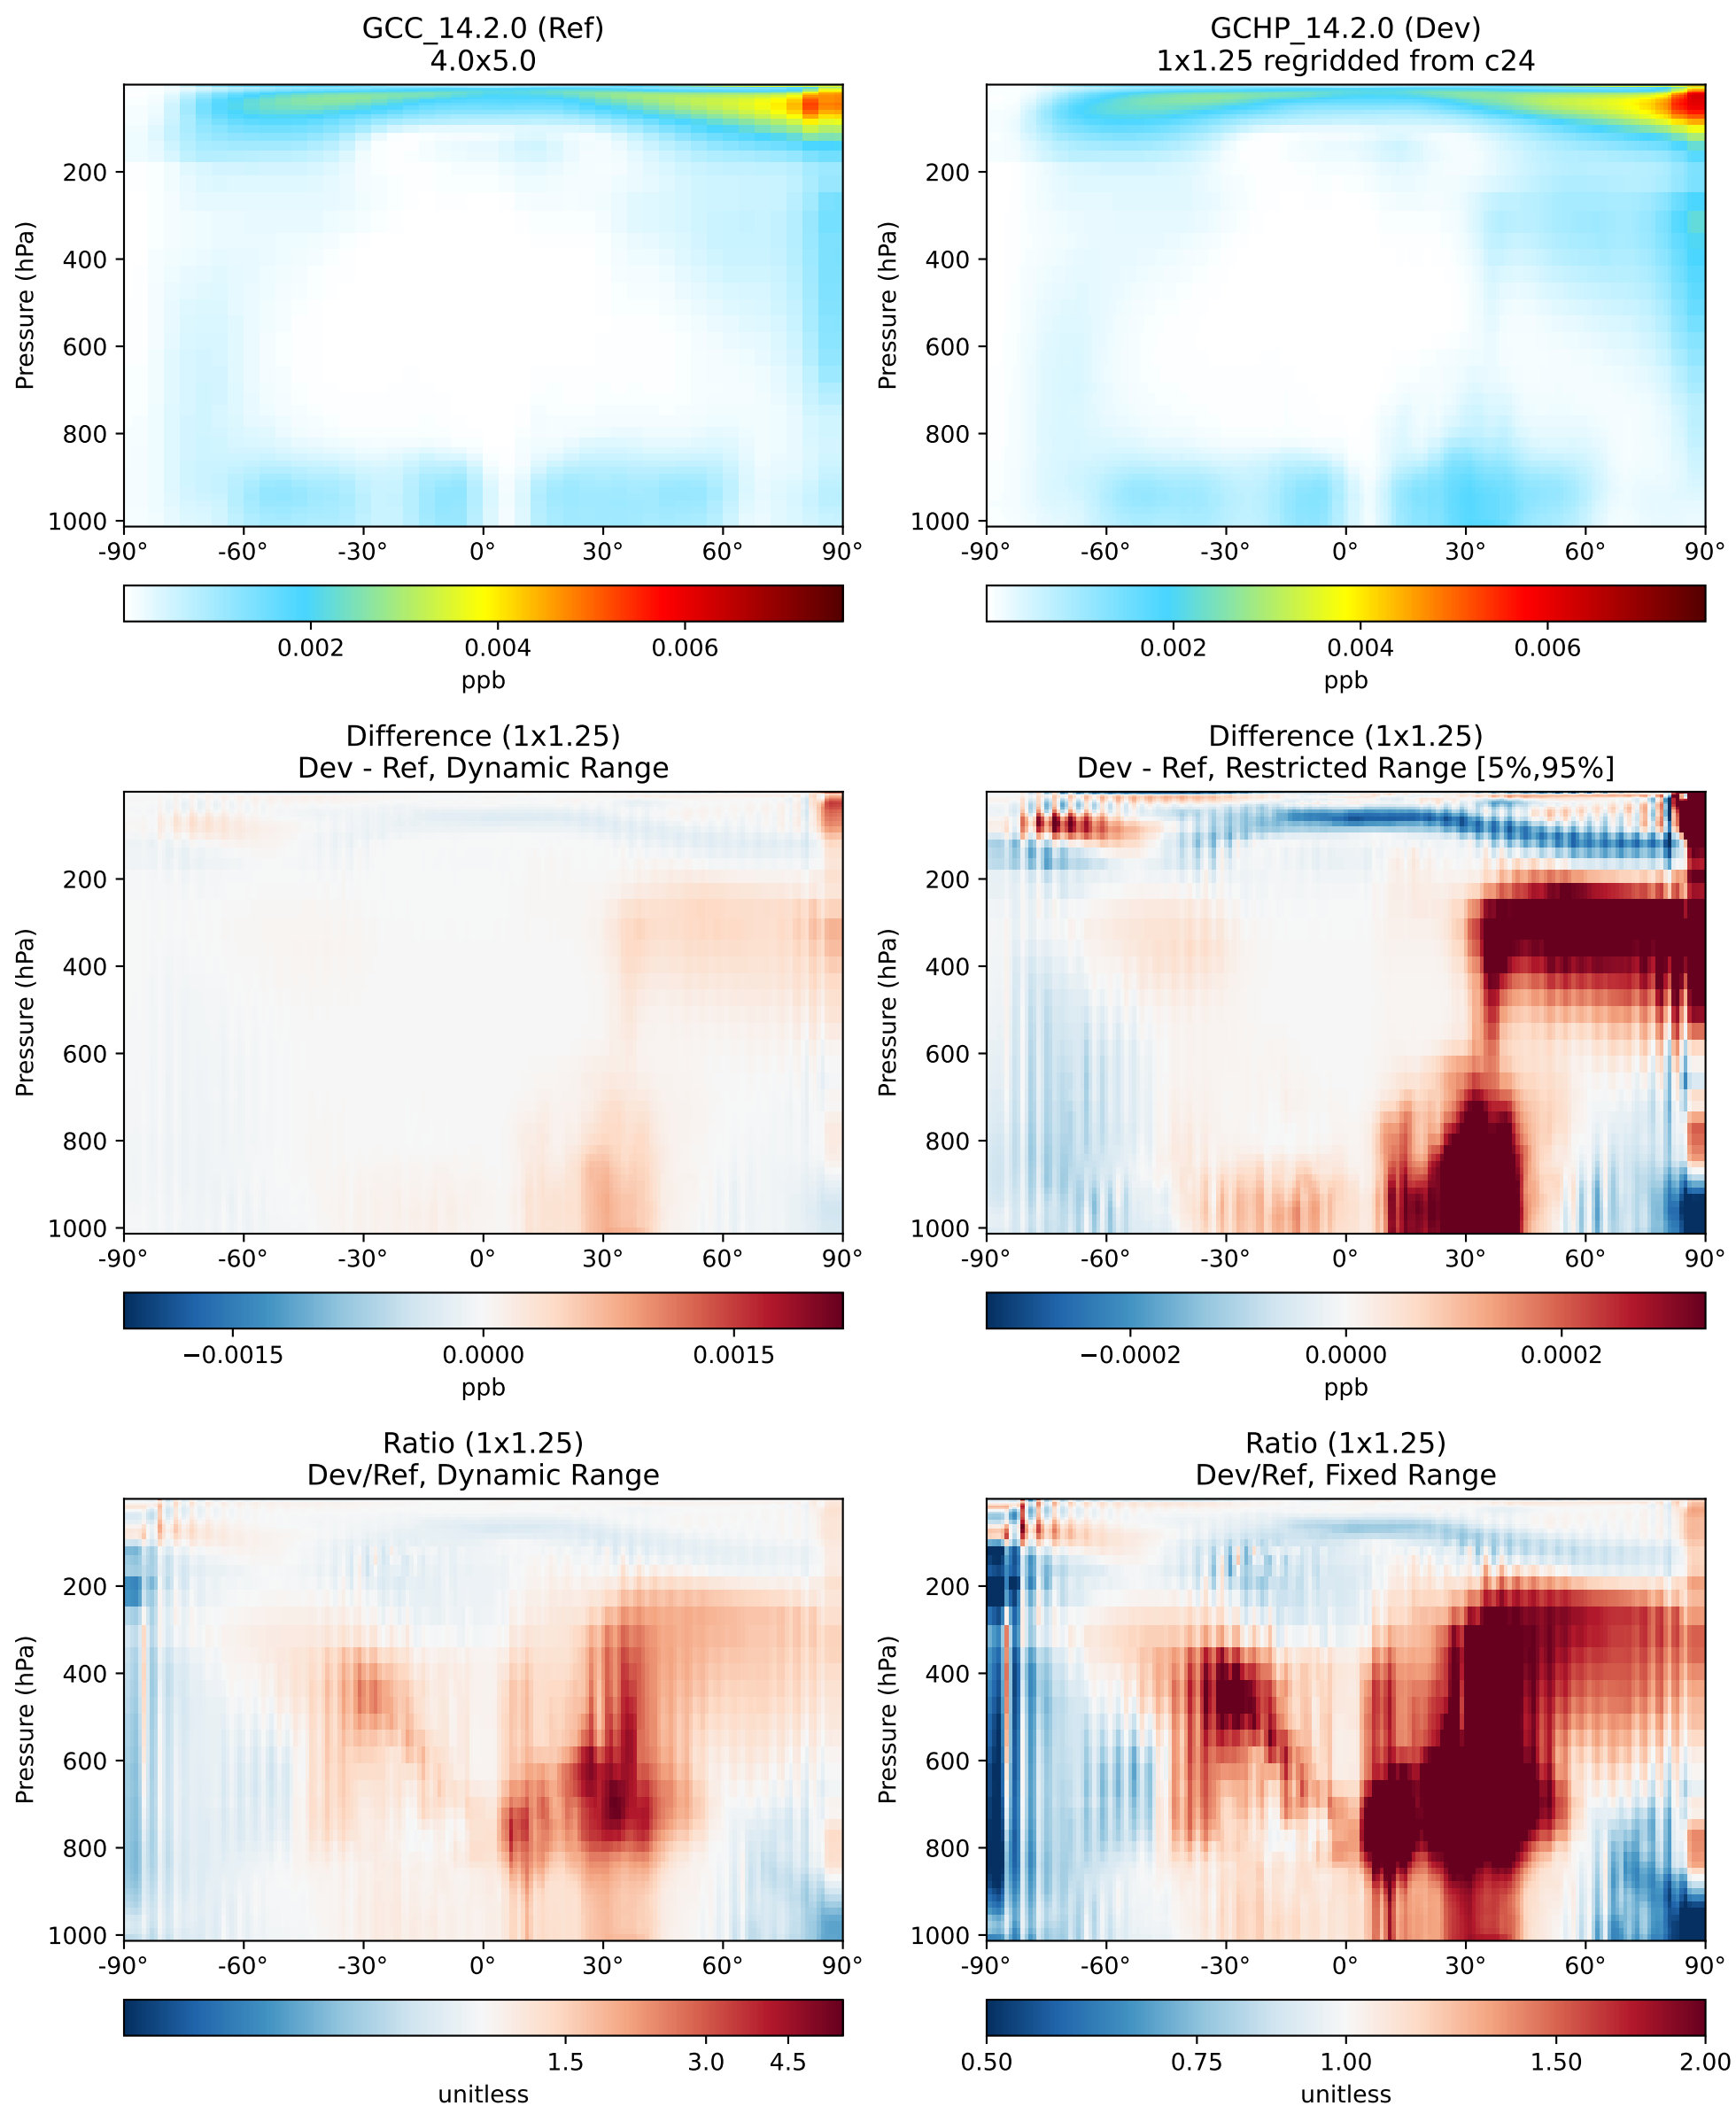 GCC_14.2.0 (Ref)
4.0x5.0
Pressure (hPa)
200
400
600
800
1000
-90° -60° -30° 0° 30° 60° 90°
0.002 0.004 0.006
ppb
GCHP_14.2.0 (Dev)
1x1.25 regridded from c24
Pressure (hPa)
200
400
600
800
1000
-90° -60° -30° 0° 30° 60° 90°
0.002 0.004 0.006
ppb
Difference (1x1.25)
Dev - Ref, Dynamic Range
Pressure (hPa)
200
400
600
800
1000
-90° -60° -30° 0° 30° 60° 90°
−0.0015 0.0000 0.0015
ppb
Difference (1x1.25)
Dev - Ref, Restricted Range [5%,95%]
Pressure (hPa)
200
400
600
800
1000
-90° -60° -30° 0° 30° 60° 90°
−0.0002 0.0000 0.0002
ppb
Ratio (1x1.25)
Dev/Ref, Dynamic Range
Pressure (hPa)
200
400
600
800
1000
-90° -60° -30° 0° 30° 60° 90°
1.5 3.0 4.5
unitless
Ratio (1x1.25)
Dev/Ref, Fixed Range
Pressure (hPa)
200
400
600
800
1000
-90° -60° -30° 0° 30° 60° 90°
0.50 0.75 1.00 1.50 2.00
unitless